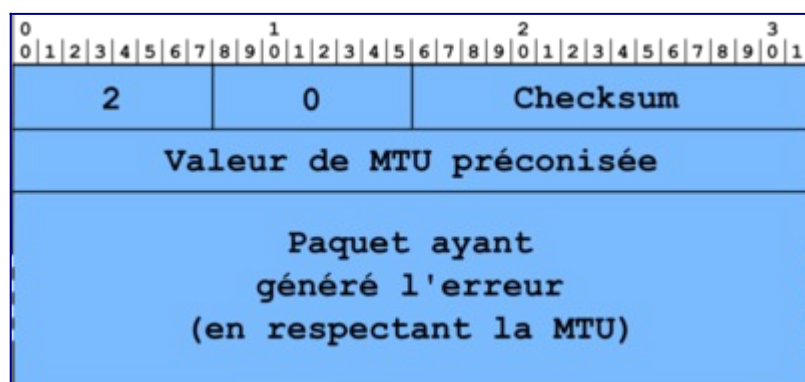 0 1 2 3
0|1|2|3|4|5|6|7|8|9|0|1|2|3|4|5|6|7|8|9|0|1|2|3|4|5|6|7|8|9|0|1
2 0 Checksum
Valeur de MTU préconisée
Paquet ayant
généré l'erreur
(en respectant la MTU)